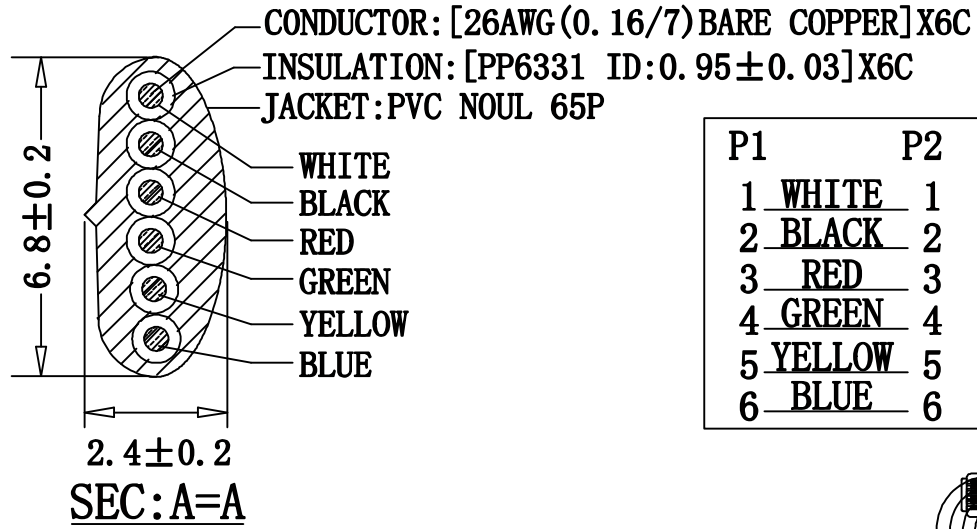 CONDUCTOR:[26AWG(0.16/7)BARE COPPER]X6C
INSULATION:[PP6331 ID:0.95±0.03]X6C
JACKET:PVC NOUL 65P
6.8±0.2
WHITE
BLACK
RED
GREEN
YELLOW
BLUE
2.4±0.2
SEC:A=A
P1 P2
1 WHITE 1
2 BLACK 2
3 RED 3
4 GREEN 4
5 YELLOW 5
6 BLUE 6